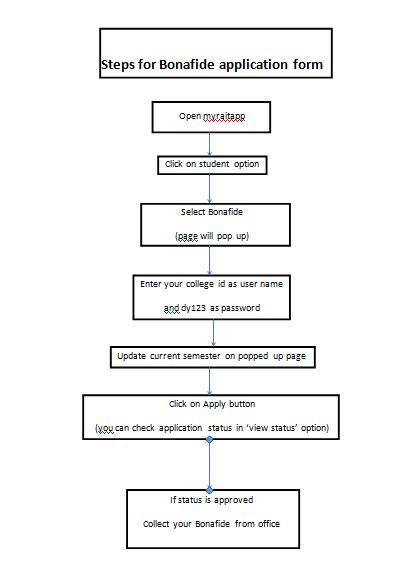 Steps for Bonafide application form
Open myraitapp
Click on student option
Select Bonafide
(page will pop up)
Enter your college id as user name
and dy123 as password
Update current semester on popped up page
Click on Apply button
(you can check application status in ‘view status’ option)
If status is approved
Collect your Bonafide from office